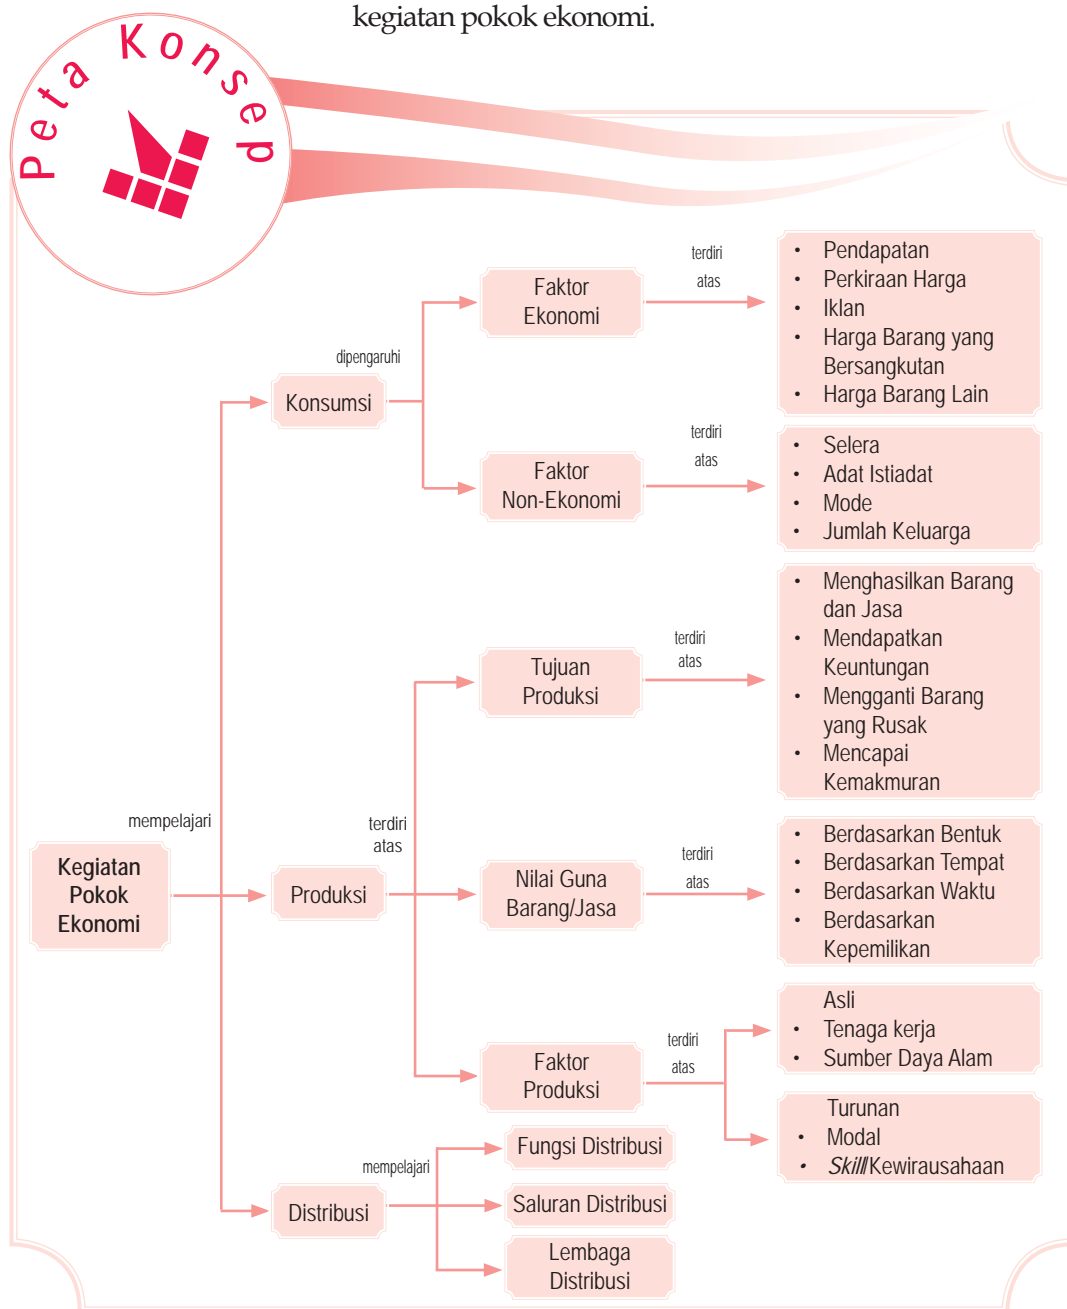 kegiatan pokok ekonomi.
Peta Konsep
Kegiatan
Pokok
Ekonomi
mempelajari
Konsumsi
dipengaruhi
Faktor
Ekonomi
terdiri
atas
• Pendapatan
• Perkiraan Harga
• Iklan
• Harga Barang yang
Bersangkutan
• Harga Barang Lain
Faktor
Non-Ekonomi
terdiri
atas
• Selera
• Adat Istiadat
• Mode
• Jumlah Keluarga
Produksi
terdiri
atas
Tujuan
Produksi
terdiri
atas
• Menghasilkan Barang
dan Jasa
• Mendapatkan
Keuntungan
• Mengganti Barang
yang Rusak
• Mencapai
Kemakmuran
Nilai Guna
Barang/Jasa
terdiri
atas
• Berdasarkan Bentuk
• Berdasarkan Tempat
• Berdasarkan Waktu
• Berdasarkan
Kepemilikan
Faktor
Produksi
terdiri
atas
Asli
• Tenaga kerja
• Sumber Daya Alam
Turunan
• Modal
• Skill/Kewirausahaan
Distribusi
mempelajari
Fungsi Distribusi
Saluran Distribusi
Lembaga
Distribusi